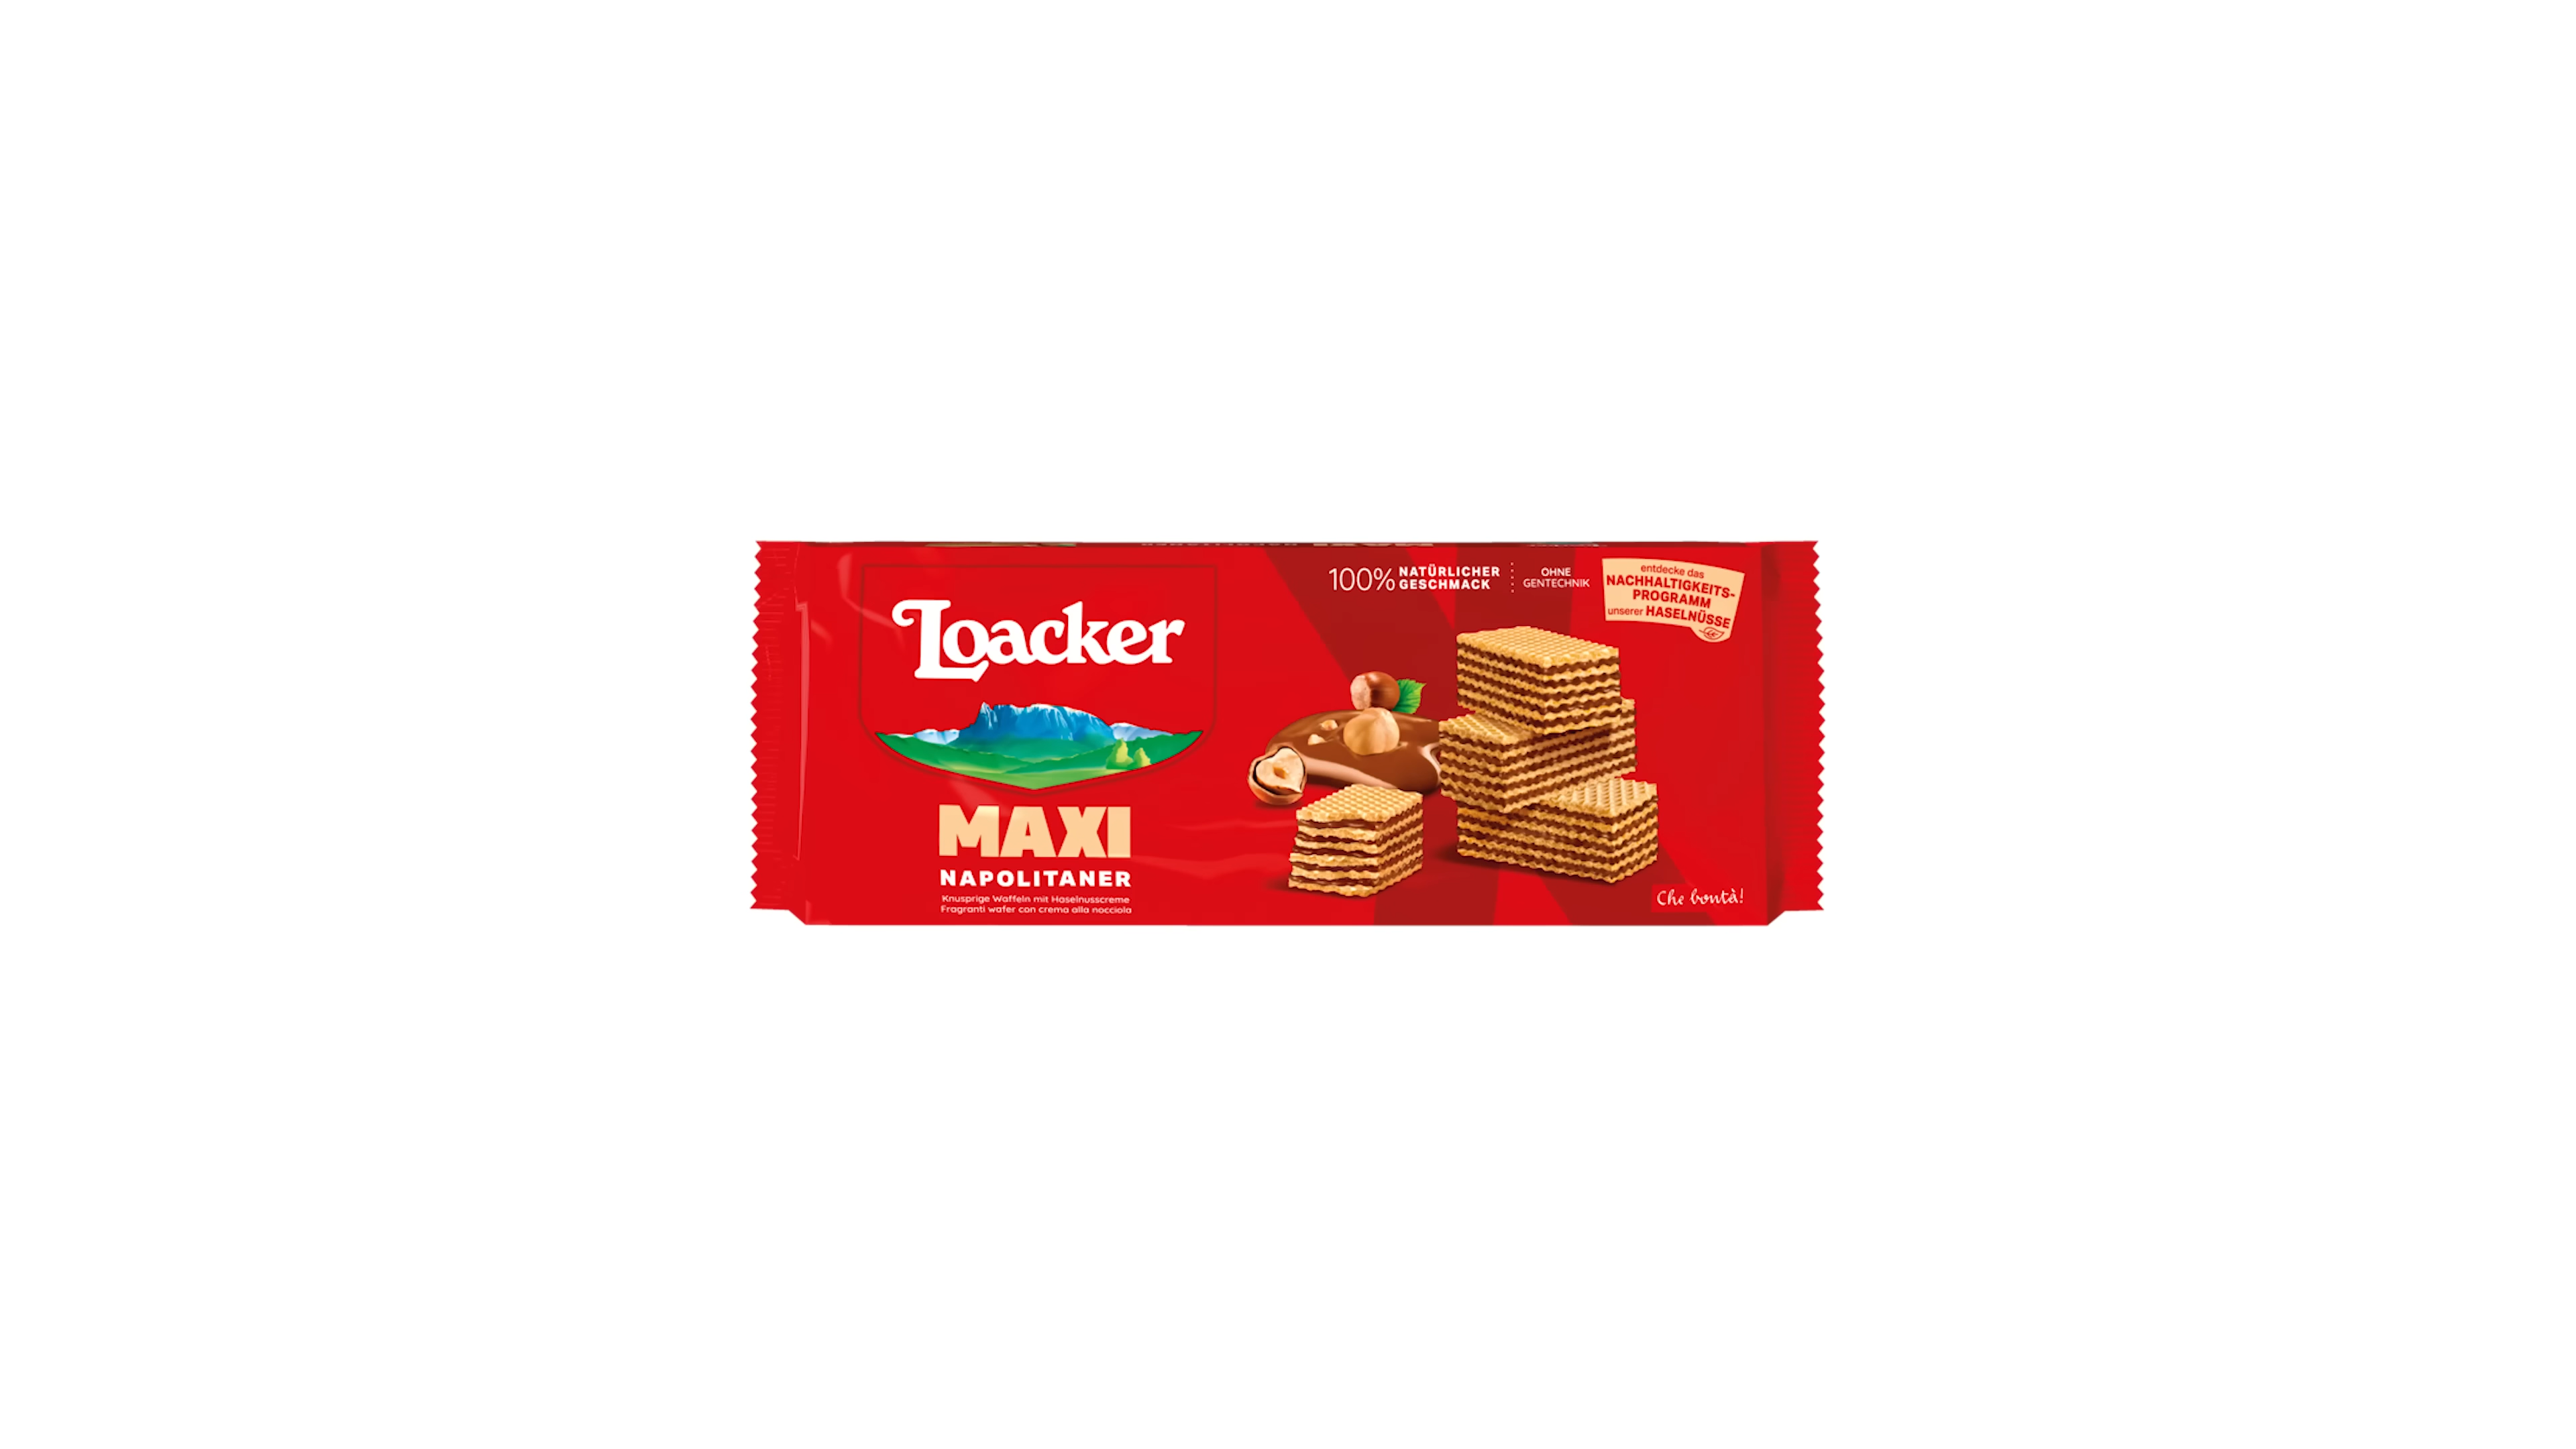 Loacker
MAXI
NAPOLITANER
Knusprige Waffeln mit Haselnusscreme
Fragranti wafer con crema alla nocciola
100% NATÜRLICHER
GESCHMACK
OHNE
GENTECHNIK
entdecke das
NACHHALTIGKEITS-
PROGRAMM
unserer HASELNÜSSE
Che bontà!